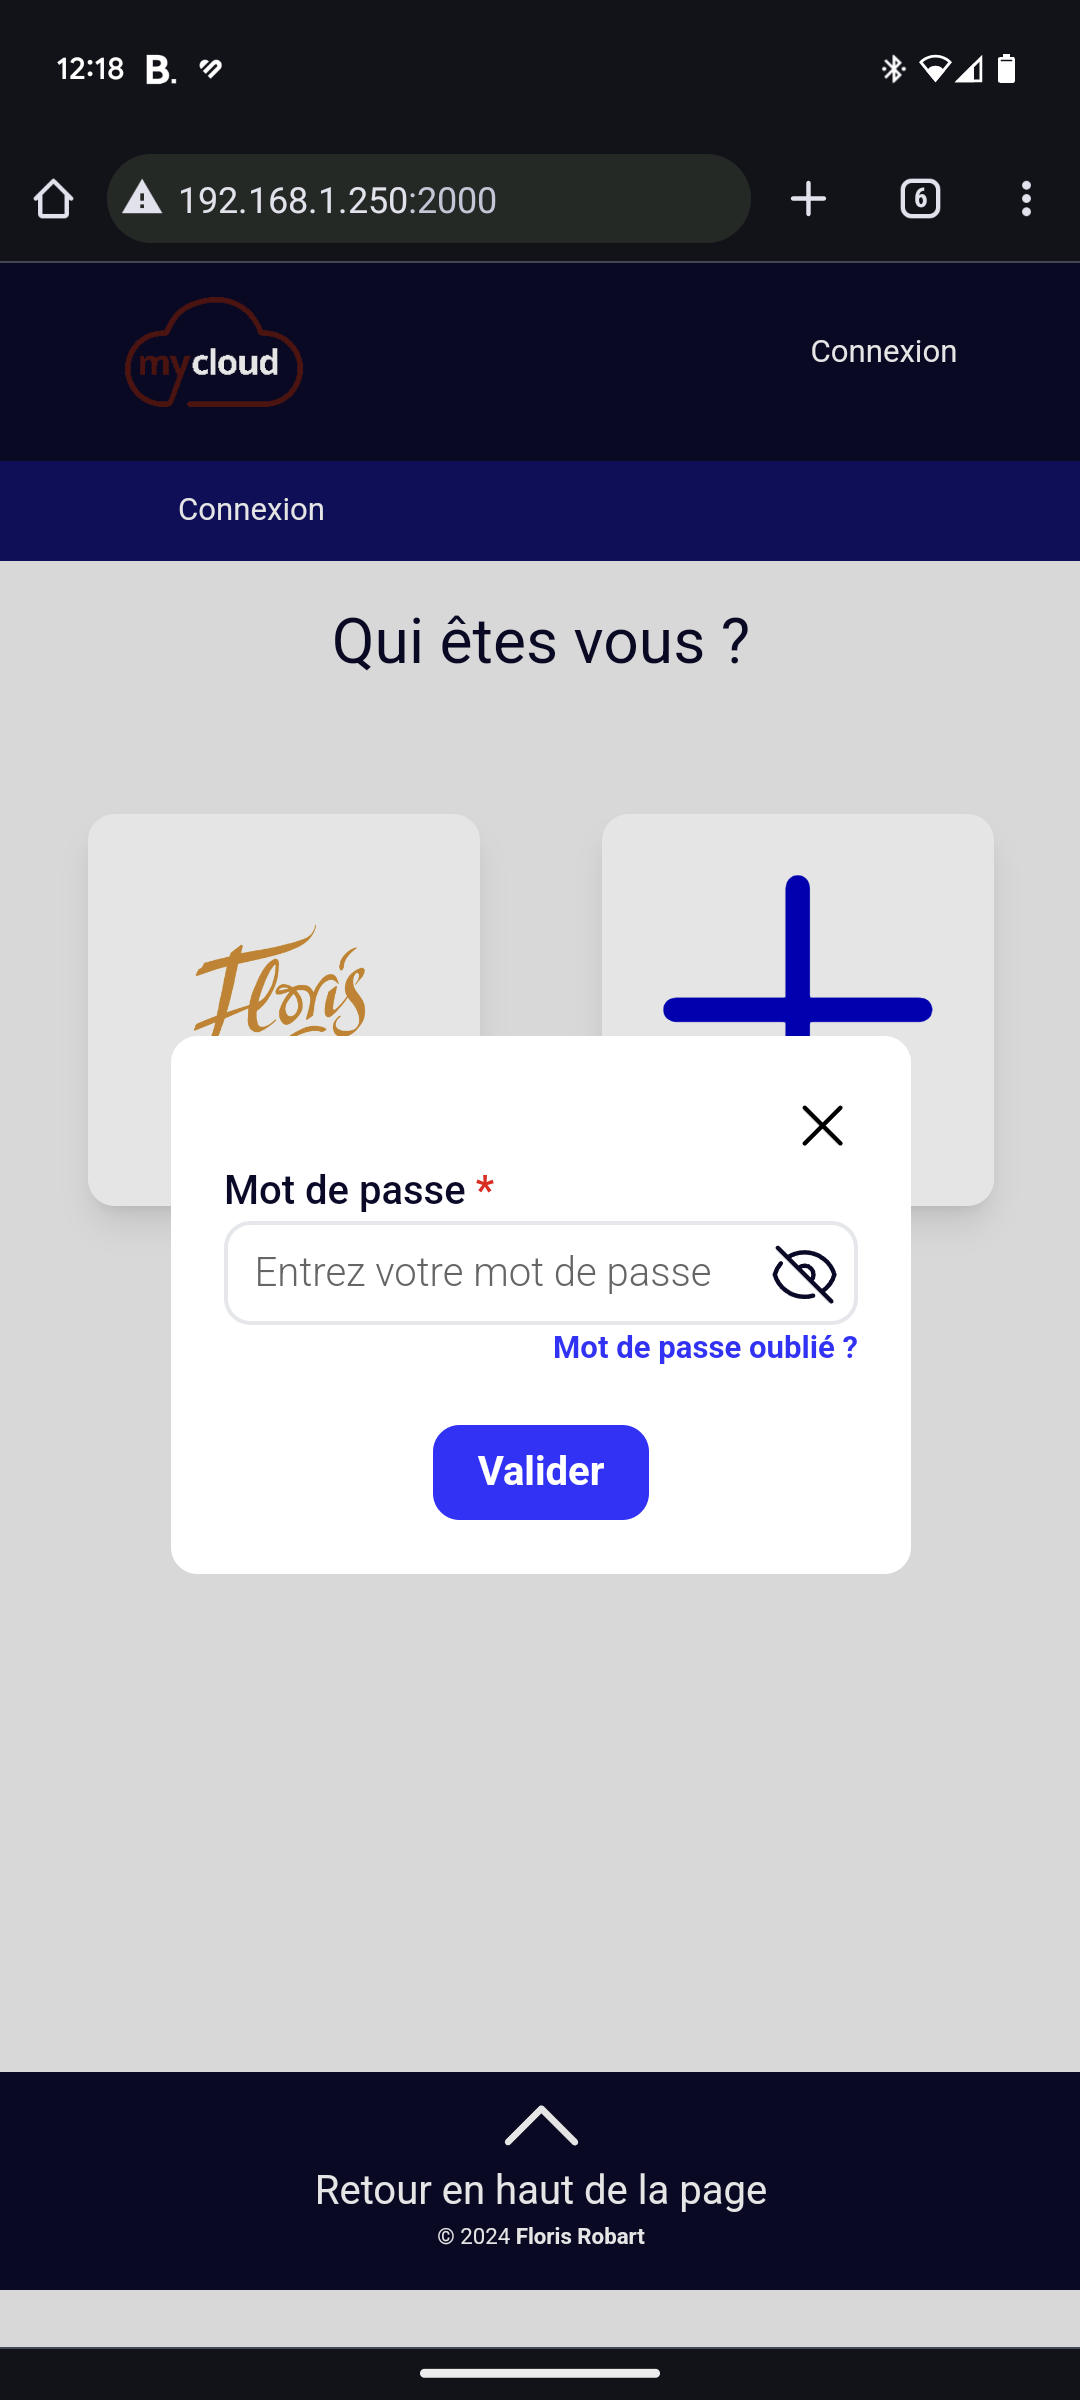 12:18 B.
192.168.1.250:2000
6
mycloud
Connexion
Connexion
Qui êtes vous ?
Floris
Mot de passe *
Entrez votre mot de passe
Mot de passe oublié ?
Valider
Retour en haut de la page
© 2024 Floris Robart